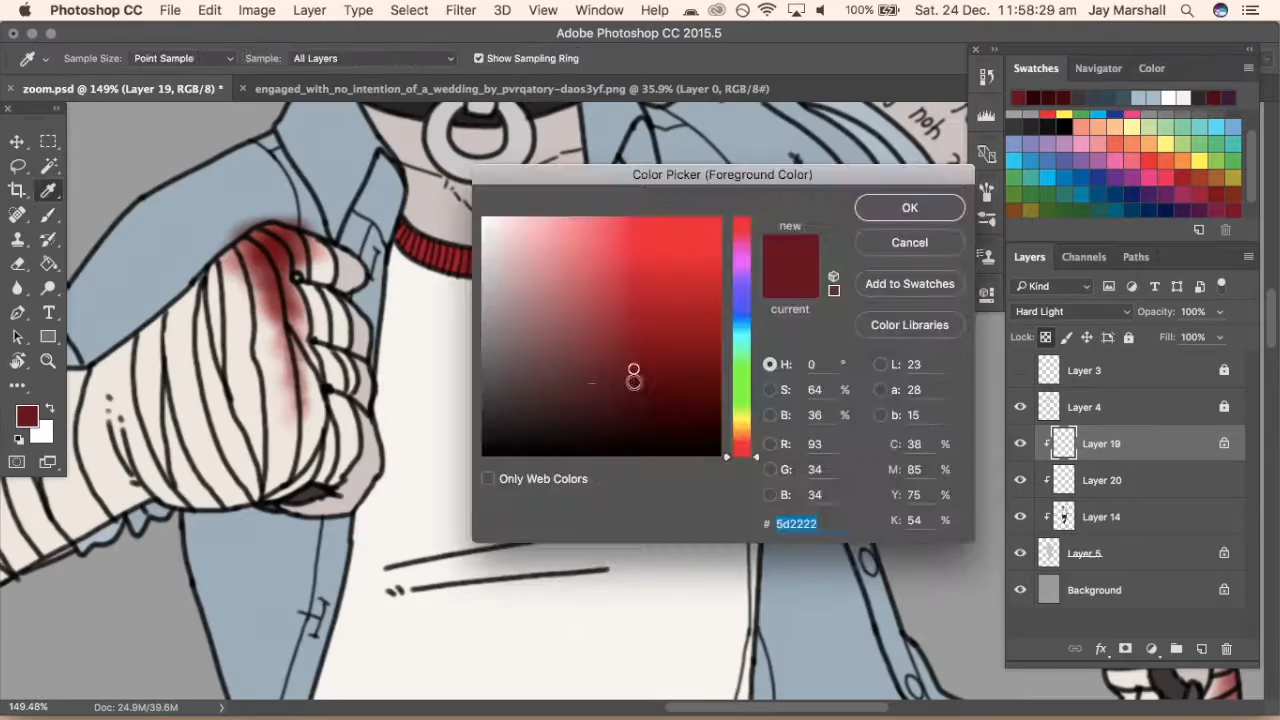 Photoshop CC File Edit Image Layer Type Select Filter 3D View Window Help 100% Sat. 24 Dec. 11:58:29 am Jay Marshall
Adobe Photoshop CC 2015.5
Sample Size: Point Sample Sample: All Layers Show Sampling Ring
zoom.psd @ 149% (Layer 19, RGB/8) * engaged_with_no_intention_of_a_wedding_by_pvrqatory-daos3yf.png @ 35.9% (Layer 0, RGB/8#)
Swatches Navigator Color
not
Color Picker (Foreground Color)
new
current
OK
Cancel
Add to Swatches
Color Libraries
H: 0 °
S: 64 %
B: 36 %
R: 93
G: 34
B: 34
L: 23
a: 28
b: 15
C: 38 %
M: 85 %
Y: 75 %
K: 54 %
Only Web Colors
# 5d2222
Layers Channels Paths
Kind
Hard Light Opacity: 100%
Lock: Fill: 100%
Layer 3
Layer 4
Layer 19
Layer 20
Layer 14
Layer 5
Background
fx
149.48% Doc: 24.9M/39.6M